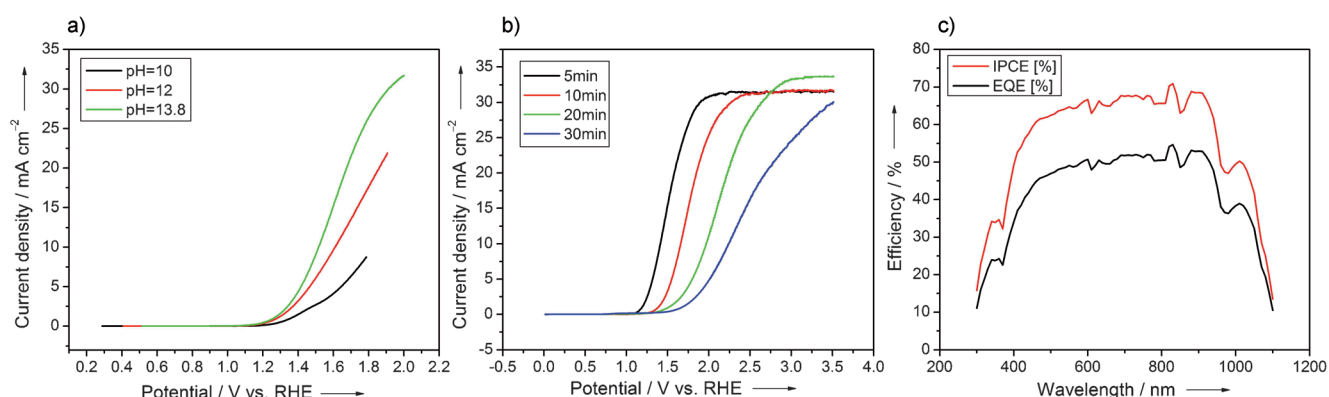 a)
35
30
25
20
15
10
5
0
0.2 0.4 0.6 0.8 1.0 1.2 1.4 1.6 1.8 2.0 2.2
Current density / mA cm⁻²
Potential / V vs. RHE
pH=10
pH=12
pH=13.8
b)
35
30
25
20
15
10
5
0
-5
0.0 0.5 1.0 1.5 2.0 2.5 3.0 3.5 4.0
Current density / mA cm⁻²
Potential / V vs. RHE
5min
10min
20min
30min
c)
80
70
60
50
40
30
20
10
0
200 400 600 800 1000 1200
Efficiency / %
Wavelength / nm
IPCE [%]
EQE [%]